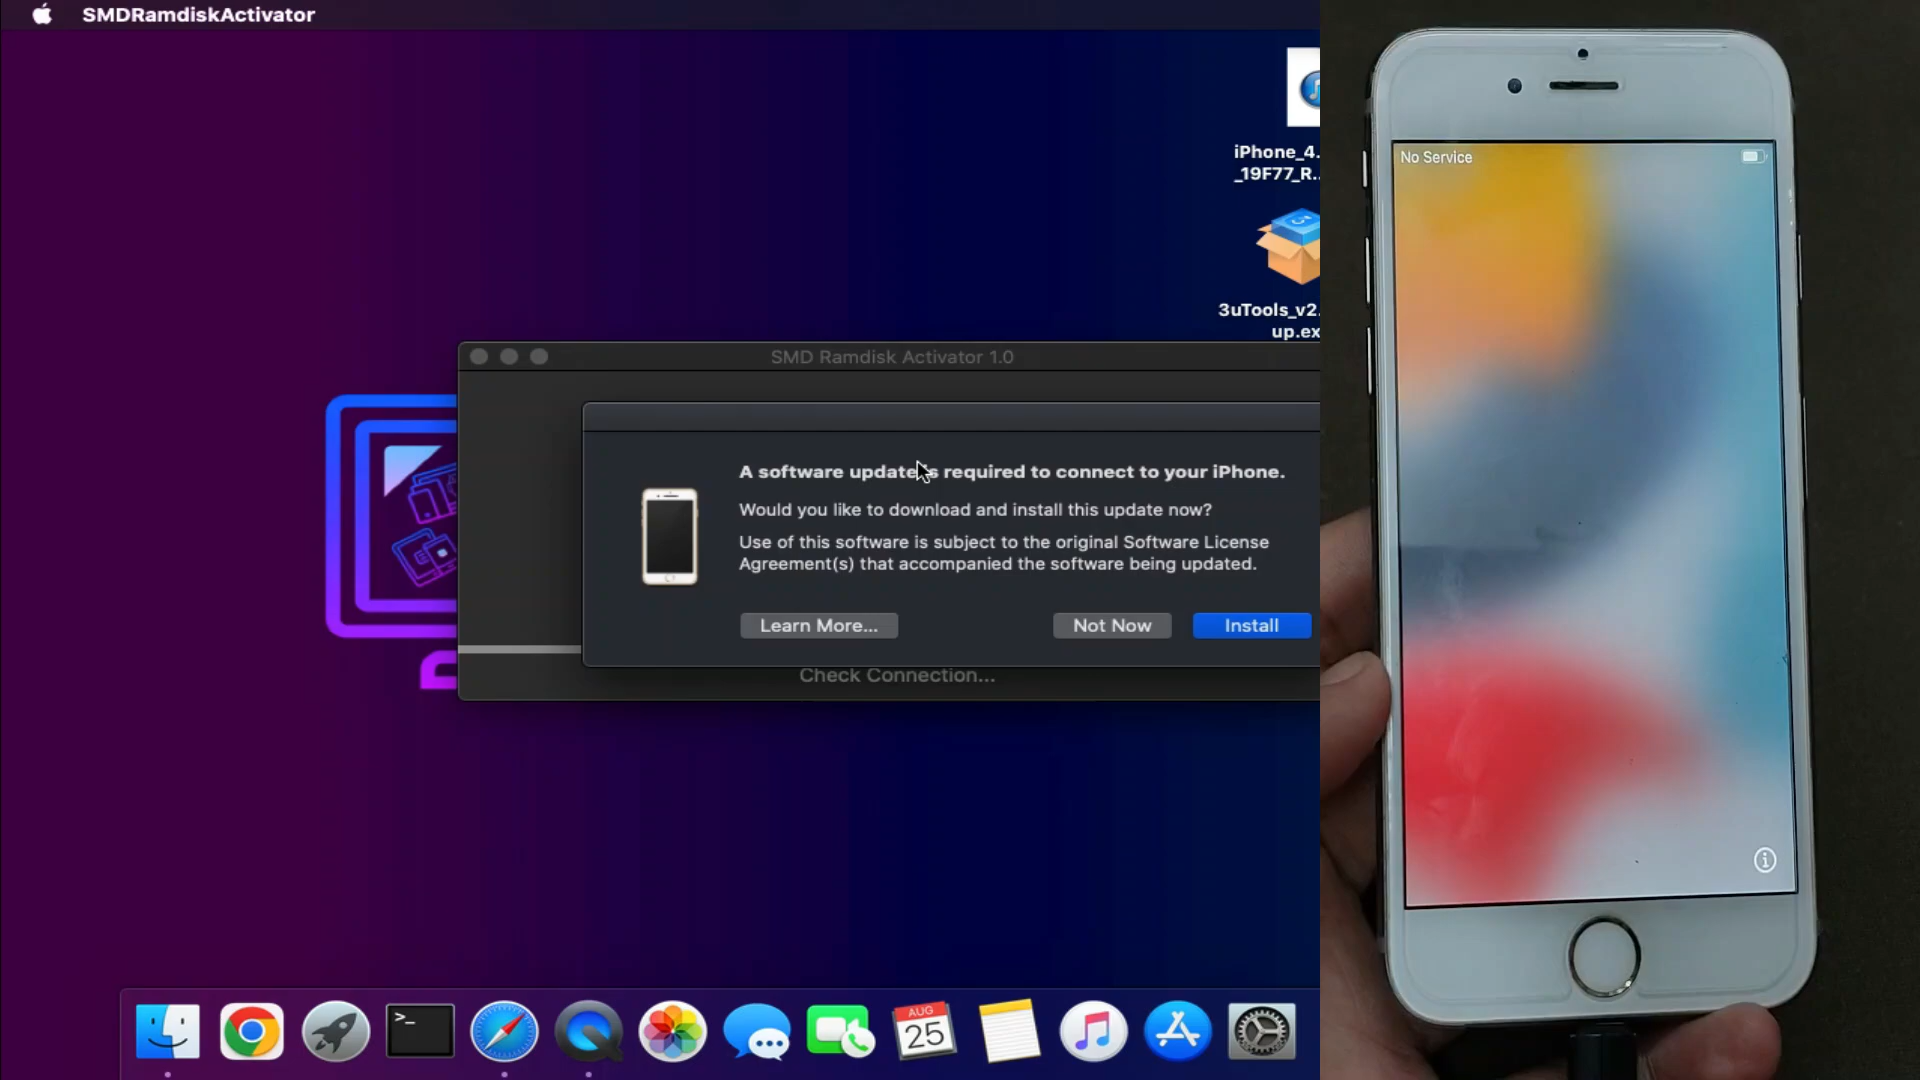 SMDRamdiskActivator
iPhone_4.
_19F77_R...
3uTools_v2.
up.ex
SMD Ramdisk Activator 1.0
A software update is required to connect to your iPhone.
Would you like to download and install this update now?
Use of this software is subject to the original Software License
Agreement(s) that accompanied the software being updated.
Learn More...
Not Now
Install
Check Connection...
>_
AUG
25
No Service